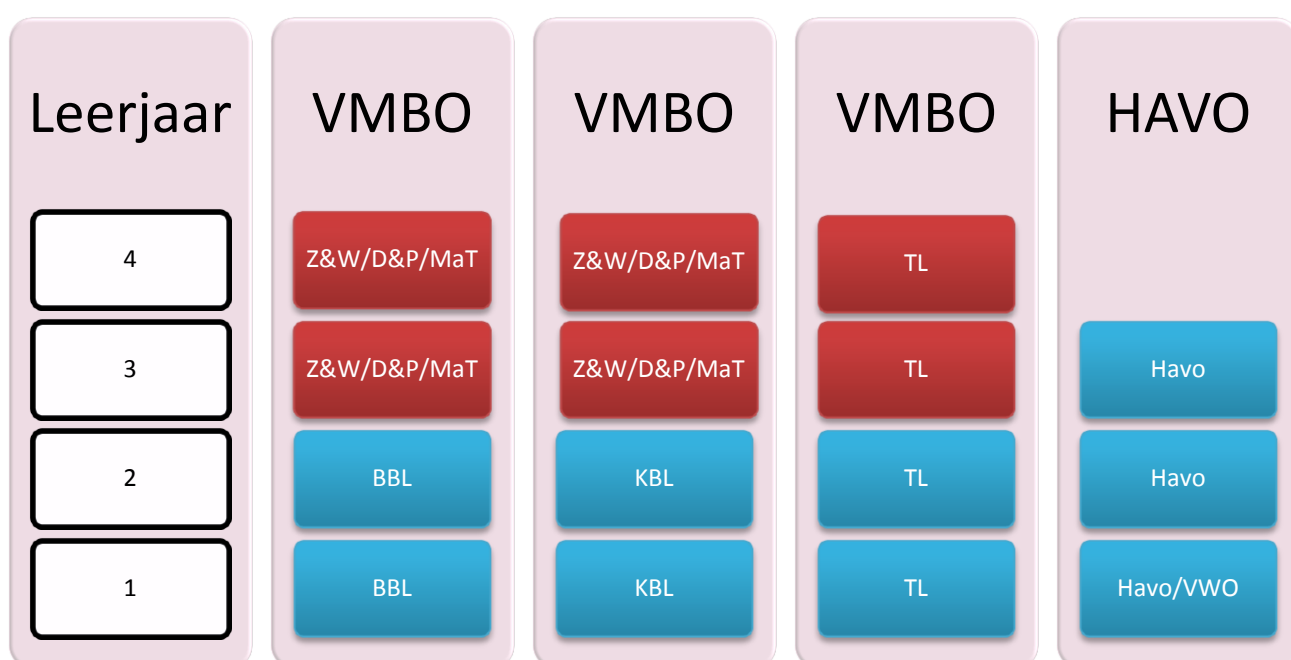 Leerjaar
VMBO
VMBO
VMBO
HAVO
4
Z&W/D&P/MaT
Z&W/D&P/MaT
TL
3
Z&W/D&P/MaT
Z&W/D&P/MaT
TL
Havo
2
BBL
KBL
TL
Havo
1
BBL
KBL
TL
Havo/VWO